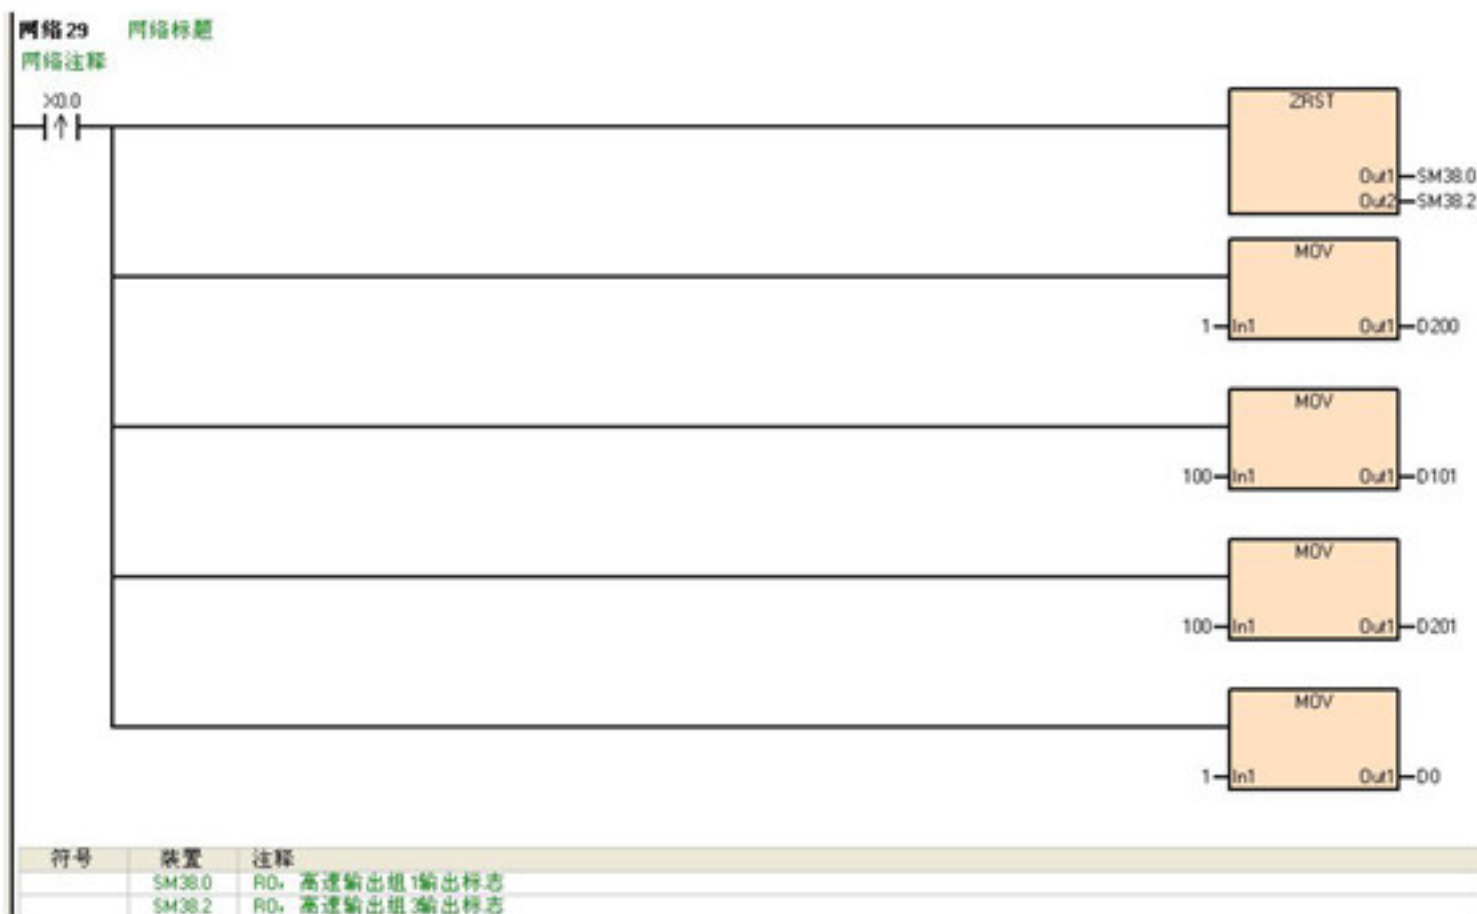 网络29 网络标题
网络注释
X0.0
ZRST
Out1 SM38.0
Out2 SM38.2
MOV
1 In1 Out1 D200
MOV
100 In1 Out1 D101
MOV
100 In1 Out1 D201
MOV
1 In1 Out1 D0
符号 装置 注释
SM38.0 RO, 高速输出组1输出标志
SM38.2 RO, 高速输出组3输出标志